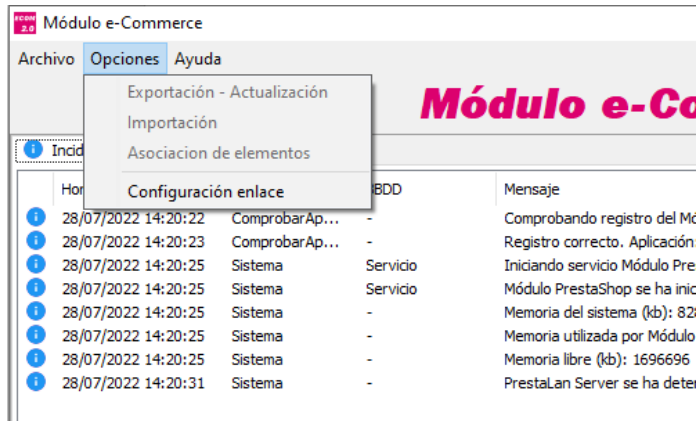 ECOM 2.0 Módulo e-Commerce
Archivo Opciones Ayuda
Exportación - Actualización
Importación
Asociacion de elementos
Configuración enlace
Módulo e-Co
Incid
Hor BBDD Mensaje
28/07/2022 14:20:22 ComprobarAp... - Comprobando registro del Mó
28/07/2022 14:20:23 ComprobarAp... - Registro correcto. Aplicación:
28/07/2022 14:20:25 Sistema Servicio Iniciando servicio Módulo Pres
28/07/2022 14:20:25 Sistema Servicio Módulo PrestaShop se ha inic
28/07/2022 14:20:25 Sistema - Memoria del sistema (kb): 828
28/07/2022 14:20:25 Sistema - Memoria utilizada por Módulo
28/07/2022 14:20:25 Sistema - Memoria libre (kb): 1696696
28/07/2022 14:20:31 Sistema - PrestaLan Server se ha deter